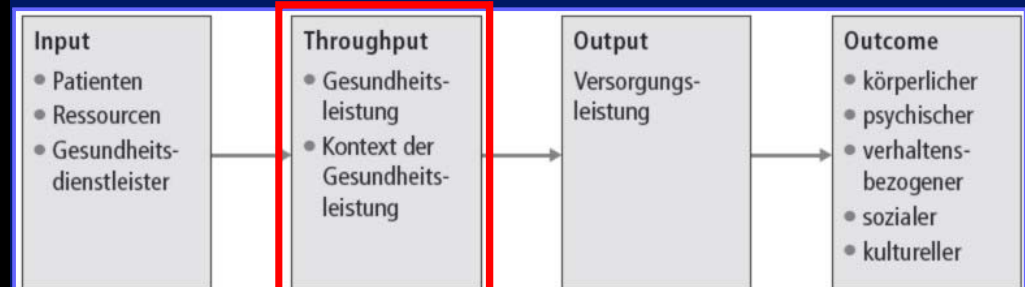 Input
• Patienten
• Ressourcen
• Gesundheits-
dienstleister
Throughput
• Gesundheits-
leistung
• Kontext der
Gesundheits-
leistung
Output
Versorgungs-
leistung
Outcome
• körperlicher
• psychischer
• verhaltens-
bezogener
• sozialer
• kultureller